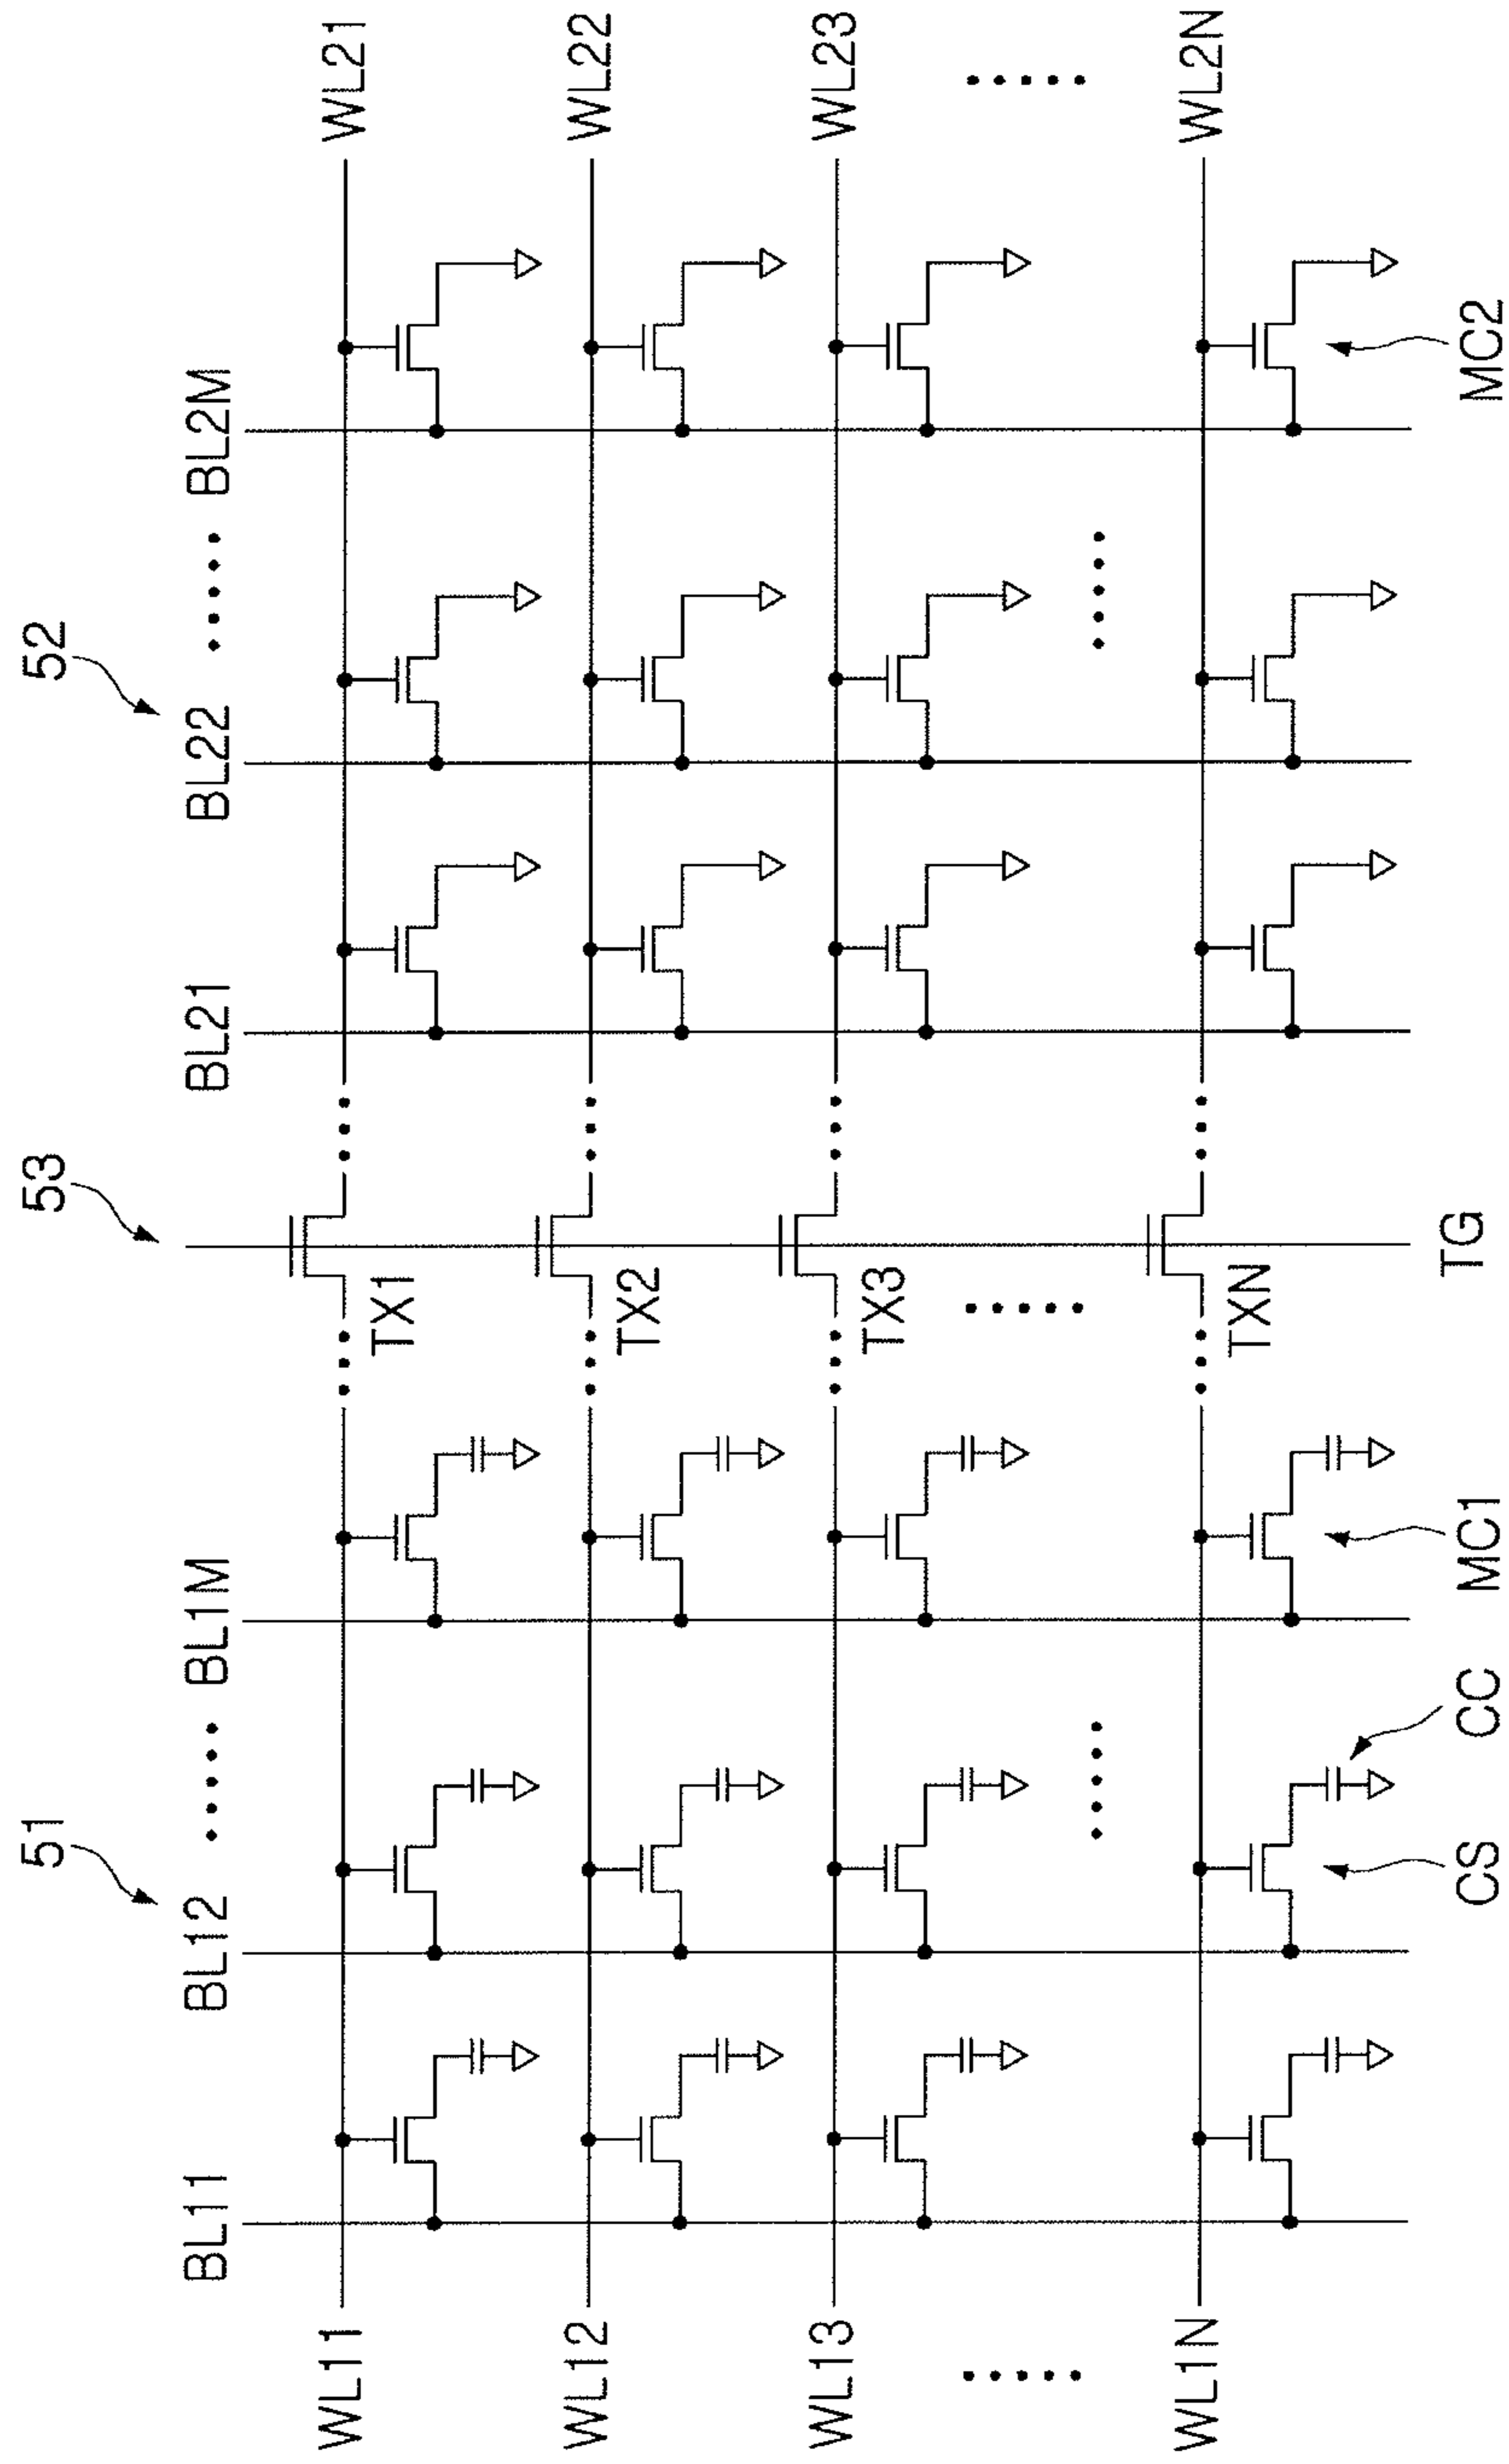 51 53 52
BL11 BL12 ..... BL1M BL21 BL22 ..... BL2M
WL11 WL21
TX1
WL12 WL22
TX2
WL13 WL23
TX3
..... ..... ..... ..... .....
WL1N WL2N
TXN
CS CC MC1 TG MC2